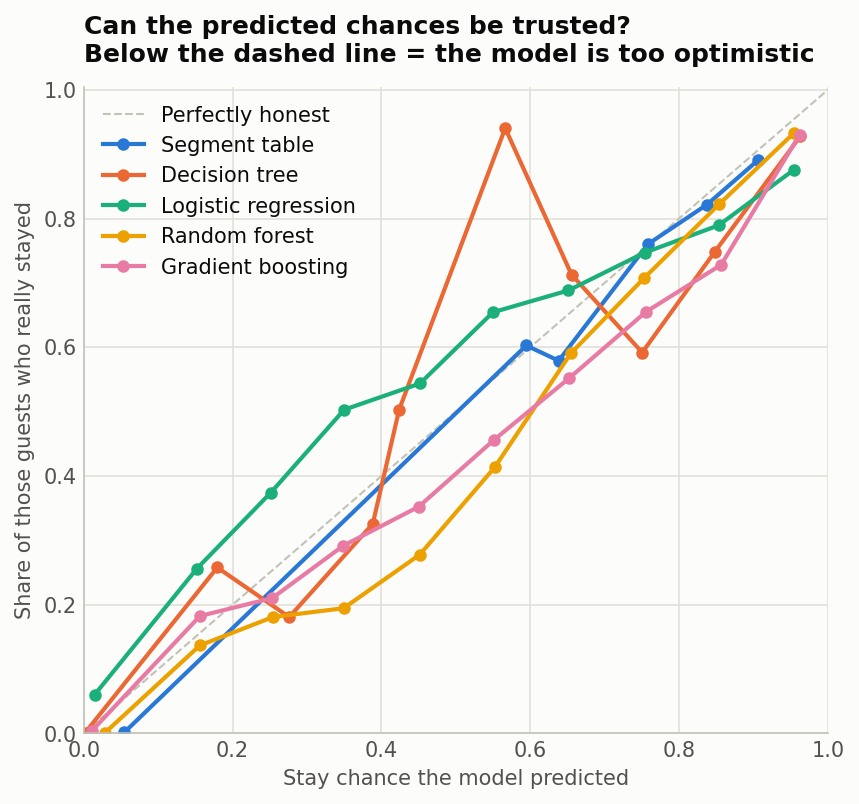 Can the predicted chances be trusted?
Below the dashed line = the model is too optimistic
Perfectly honest
Segment table
Decision tree
Logistic regression
Random forest
Gradient boosting
Share of those guests who really stayed
1.0
0.8
0.6
0.4
0.2
0.0
0.0 0.2 0.4 0.6 0.8 1.0
Stay chance the model predicted